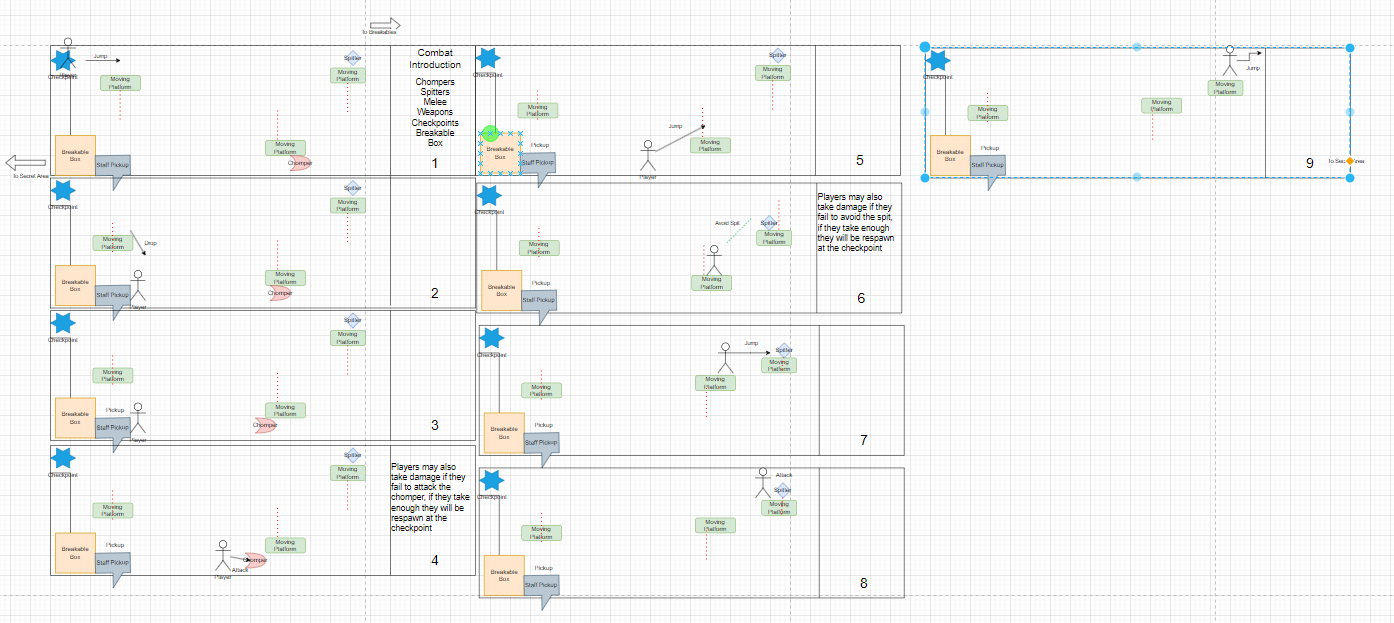 To Breakables
Jump
Player
Checkpoint
Moving
Platform
Spitter
Moving
Platform
Moving
Platform
Chomper
Breakable
Box
Staff Pickup
To Secret Area
Combat
Introduction
Chompers
Spitters
Melee
Weapons
Checkpoints
Breakable
Box
1
Checkpoint
Moving
Platform
Drop
Spitter
Moving
Platform
Moving
Platform
Chomper
Breakable
Box
Staff Pickup
Player
2
Checkpoint
Moving
Platform
Spitter
Moving
Platform
Moving
Platform
Chomper
Breakable
Box
Pickup
Staff Pickup
Player
3
Checkpoint
Moving
Platform
Spitter
Moving
Platform
Moving
Platform
Chomper
Breakable
Box
Pickup
Staff Pickup
Attack
Player
Players may also
take damage if they
fail to attack the
chomper, if they take
enough they will be
respawn at the
checkpoint
4
Checkpoint
Moving
Platform
Spitter
Moving
Platform
Jump
Moving
Platform
Player
Breakable
Box
Pickup
Staff Pickup
5
Checkpoint
Moving
Platform
Avoid Spit
Spitter
Moving
Platform
Moving
Platform
Breakable
Box
Pickup
Staff Pickup
Players may also
take damage if they
fail to avoid the spit,
if they take enough
they will be respawn
at the checkpoint
6
Checkpoint
Moving
Platform
Jump
Spitter
Moving
Platform
Moving
Platform
Breakable
Box
Pickup
Staff Pickup
7
Checkpoint
Moving
Platform
Attack
Spitter
Moving
Platform
Moving
Platform
Breakable
Box
Pickup
Staff Pickup
8
Checkpoint
Moving
Platform
Jump
Moving
Platform
Moving
Platform
Breakable
Box
Pickup
Staff Pickup
9
To Secret Area